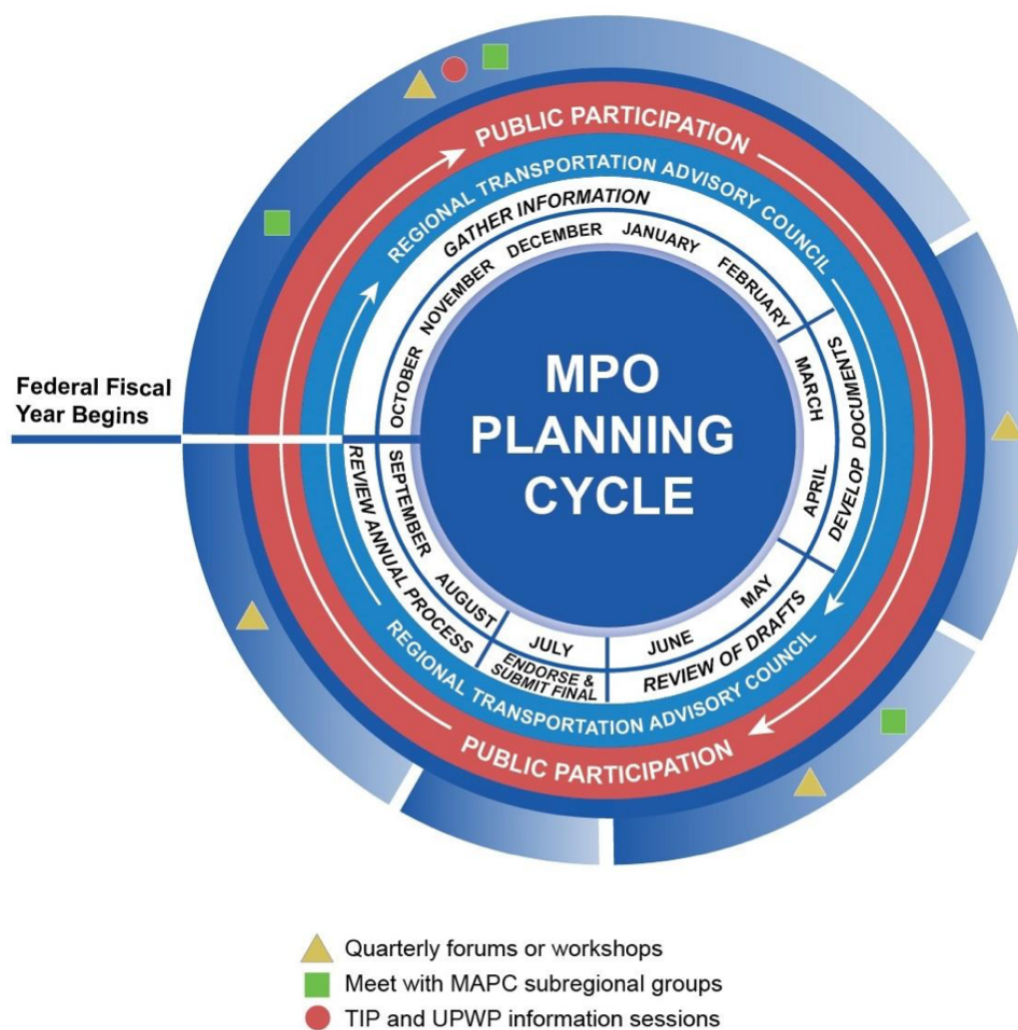 PUBLIC PARTICIPATION
REGIONAL TRANSPORTATION ADVISORY COUNCIL
GATHER INFORMATION
OCTOBER
NOVEMBER
DECEMBER
JANUARY
FEBRUARY
DEVELOP DOCUMENTS
MARCH
APRIL
REVIEW OF DRAFTS
MAY
JUNE
ENDORSE &
SUBMIT FINAL
JULY
REVIEW ANNUAL PROCESS
AUGUST
SEPTEMBER
MPO
PLANNING
CYCLE
Federal Fiscal
Year Begins
REGIONAL TRANSPORTATION ADVISORY COUNCIL
PUBLIC PARTICIPATION
Quarterly forums or workshops
Meet with MAPC subregional groups
TIP and UPWP information sessions